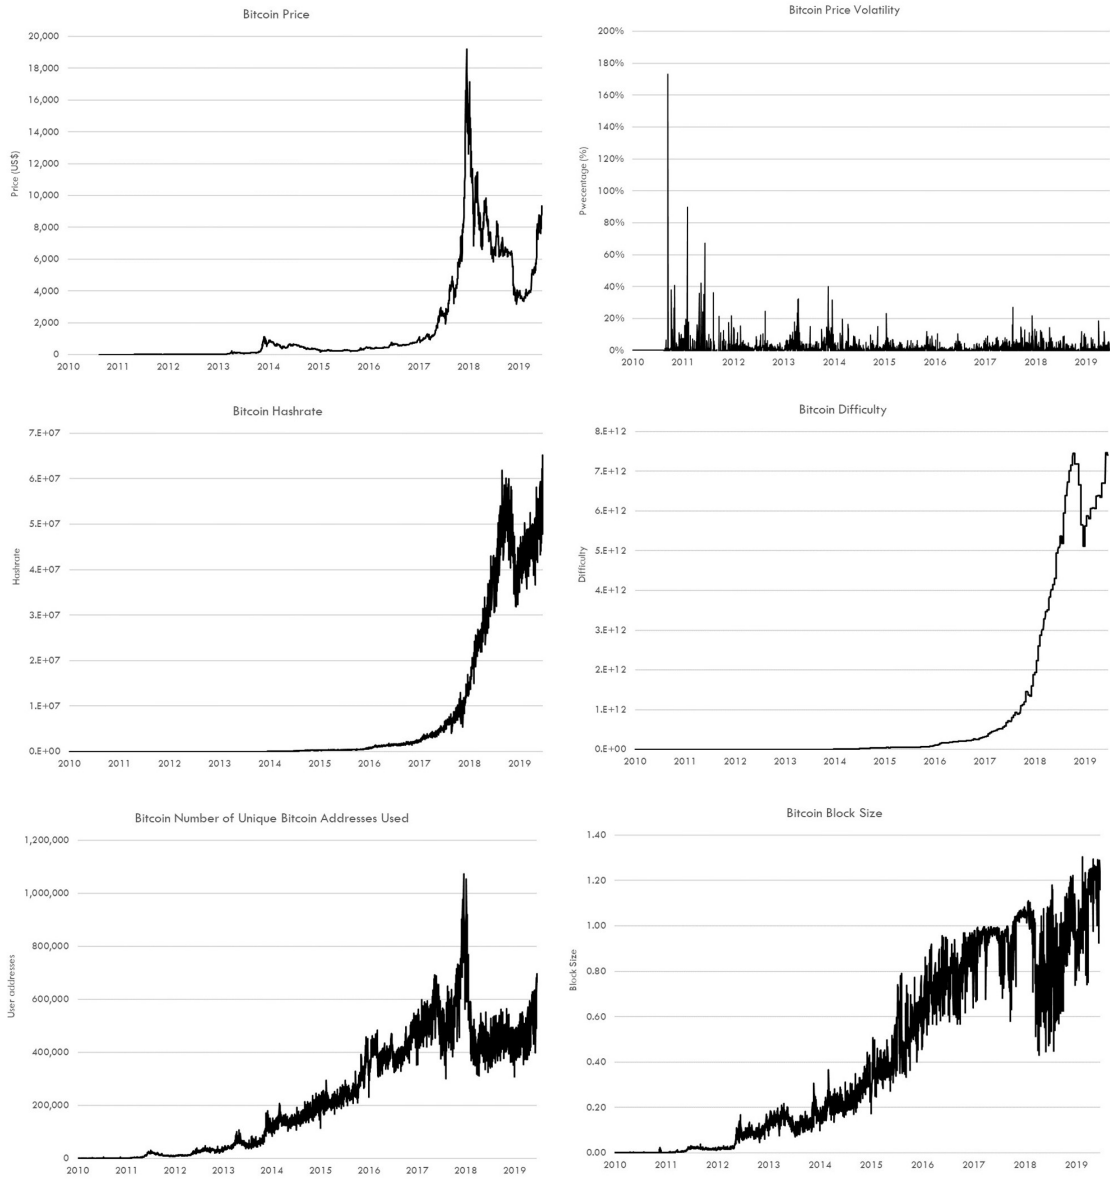 Bitcoin Price
Price (US$)
20,000
18,000
16,000
14,000
12,000
10,000
8,000
6,000
4,000
2,000
0
2010 2011 2012 2013 2014 2015 2016 2017 2018 2019
Bitcoin Price Volatility
Pwecentage (%)
200%
180%
160%
140%
120%
100%
80%
60%
40%
20%
0%
2010 2011 2012 2013 2014 2015 2016 2017 2018 2019
Bitcoin Hashrate
Hashrate
7.E+07
6.E+07
5.E+07
4.E+07
3.E+07
2.E+07
1.E+07
0.E+00
2010 2011 2012 2013 2014 2015 2016 2017 2018 2019
Bitcoin Difficulty
Difficulty
8.E+12
7.E+12
6.E+12
5.E+12
4.E+12
3.E+12
2.E+12
1.E+12
0.E+00
2010 2011 2012 2013 2014 2015 2016 2017 2018 2019
Bitcoin Number of Unique Bitcoin Addresses Used
User addresses
1,200,000
1,000,000
800,000
600,000
400,000
200,000
0
2010 2011 2012 2013 2014 2015 2016 2017 2018 2019
Bitcoin Block Size
Block Size
1.40
1.20
1.00
0.80
0.60
0.40
0.20
0.00
2010 2011 2012 2013 2014 2015 2016 2017 2018 2019